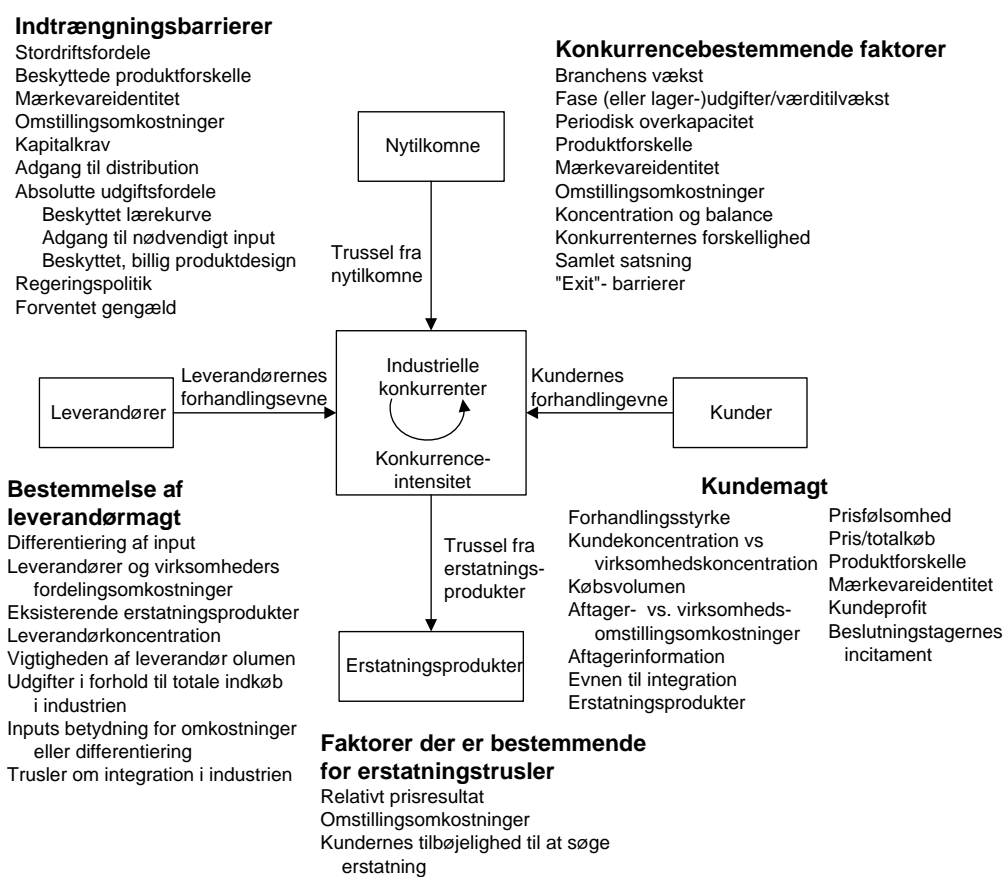 Indtrængningsbarrierer
Stordriftsfordele
Beskyttede produktforskelle
Mærkevareidentitet
Omstillingsomkostninger
Kapitalkrav
Adgang til distribution
Absolutte udgiftsfordele
Beskyttet lærekurve
Adgang til nødvendigt input
Beskyttet, billig produktdesign
Regeringspolitik
Forventet gengæld
Konkurrencebestemmende faktorer
Branchens vækst
Fase (eller lager-)udgifter/værditilvækst
Periodisk overkapacitet
Produktforskelle
Mærkevareidentitet
Omstillingsomkostninger
Koncentration og balance
Konkurrenternes forskellighed
Samlet satsning
"Exit"- barrierer
Nytilkomne
Trussel fra
nytilkomne
Leverandører
Leverandørernes
forhandlingsevne
Industrielle
konkurrenter
Konkurrence-
intensitet
Kundernes
forhandlingevne
Kunder
Bestemmelse af
leverandørmagt
Differentiering af input
Leverandører og virksomheders
fordelingsomkostninger
Eksisterende erstatningsprodukter
Leverandørkoncentration
Vigtigheden af leverandør olumen
Udgifter i forhold til totale indkøb
i industrien
Inputs betydning for omkostninger
eller differentiering
Trusler om integration i industrien
Trussel fra
erstatnings-
produkter
Erstatningsprodukter
Kundemagt
Forhandlingsstyrke
Kundekoncentration vs
virksomhedskoncentration
Købsvolumen
Aftager- vs. virksomheds-
omstillingsomkostninger
Aftagerinformation
Evnen til integration
Erstatningsprodukter
Prisfølsomhed
Pris/totalkøb
Produktforskelle
Mærkevareidentitet
Kundeprofit
Beslutningstagernes
incitament
Faktorer der er bestemmende
for erstatningstrusler
Relativt prisresultat
Omstillingsomkostninger
Kundernes tilbøjelighed til at søge
erstatning